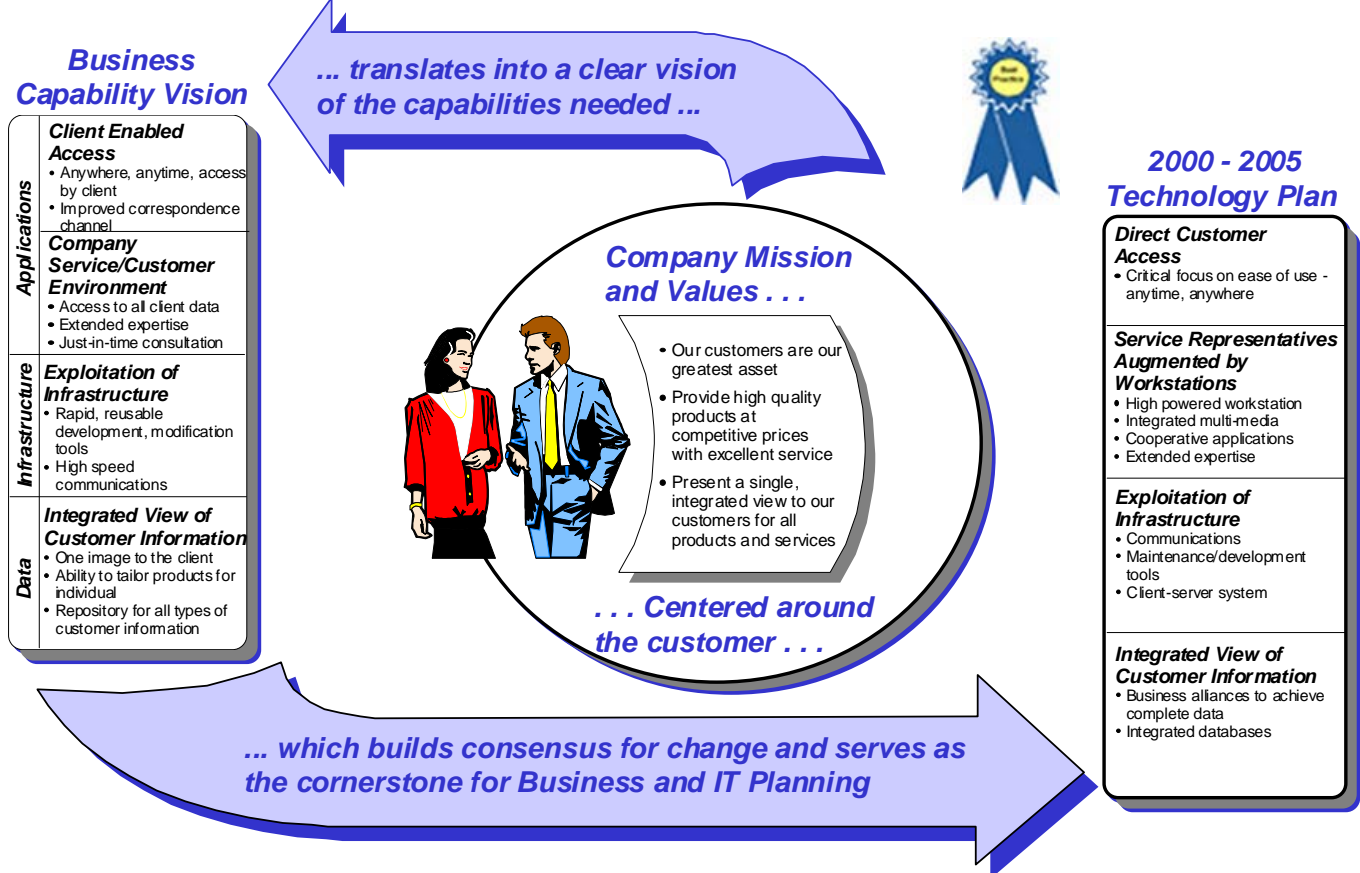 Business
Capability Vision
... translates into a clear vision
of the capabilities needed ...
Best
Practice
Applications
Client Enabled
Access
• Anywhere, anytime, access
by client
• Improved correspondence
channel
Company
Service/Customer
Environment
• Access to all client data
• Extended expertise
• Just-in-time consultation
Infrastructure
Exploitation of
Infrastructure
• Rapid, reusable
development, modification
tools
• High speed
communications
Data
Integrated View of
Customer Information
• One image to the client
• Ability to tailor products for
individual
• Repository for all types of
customer information
Company Mission
and Values . . .
• Our customers are our
greatest asset
• Provide high quality
products at
competitive prices
with excellent service
• Present a single,
integrated view to our
customers for all
products and services
. . . Centered around
the customer . . .
2000 - 2005
Technology Plan
Direct Customer
Access
• Critical focus on ease of use -
anytime, anywhere
Service Representatives
Augmented by
Workstations
• High powered workstation
• Integrated multi-media
• Cooperative applications
• Extended expertise
Exploitation of
Infrastructure
• Communications
• Maintenance/development
tools
• Client-server system
Integrated View of
Customer Information
• Business alliances to achieve
complete data
• Integrated databases
... which builds consensus for change and serves as
the cornerstone for Business and IT Planning